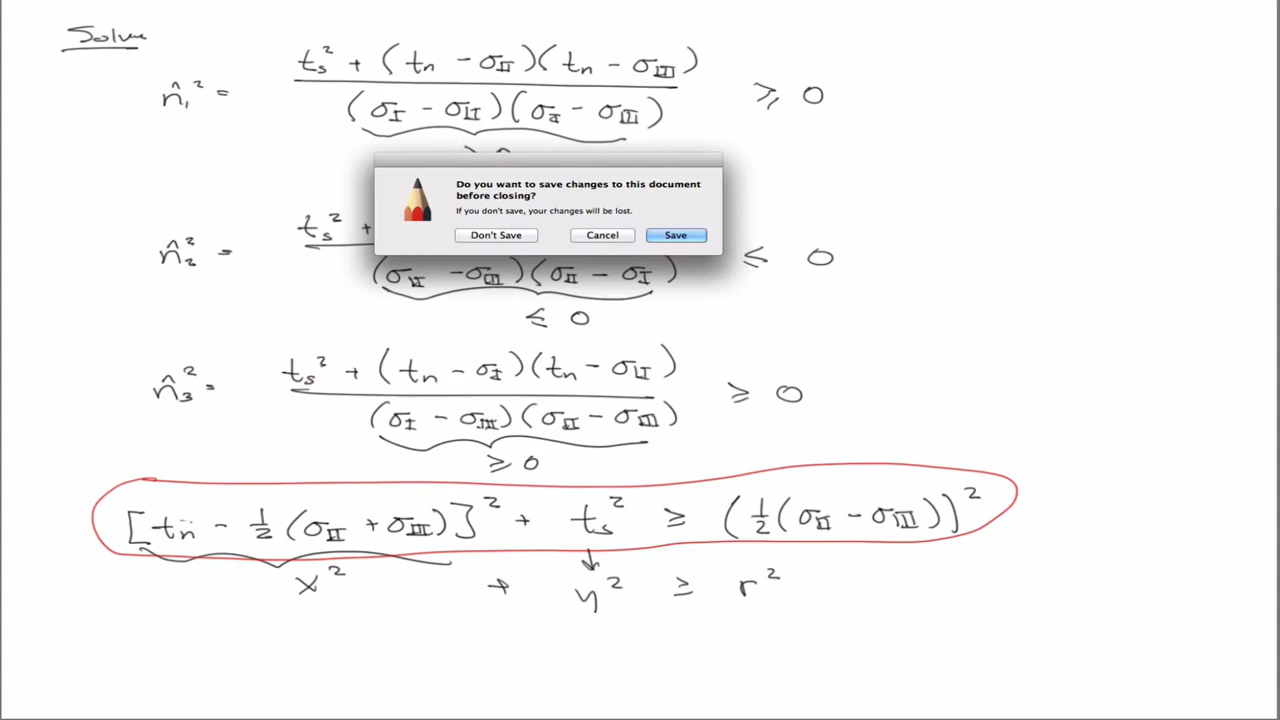 Solve
n̂₁² = (t_s² + (t_n − σ_II)(t_n − σ_III)) / ((σ_I − σ_II)(σ_I − σ_III)) ≥ 0
Do you want to save changes to this document
before closing?
If you don't save, your changes will be lost.
Don't Save Cancel Save
n̂₂² = t_s² + / ((σ_II − σ_III)(σ_II − σ_I)) ≤ 0
≤ 0
n̂₃² = (t_s² + (t_n − σ_I)(t_n − σ_II)) / ((σ_I − σ_III)(σ_II − σ_III)) ≥ 0
≥ 0
[t_n − ½(σ_II + σ_III)]² + t_s² ≥ (½(σ_II − σ_III))²
x² + y² ≥ r²